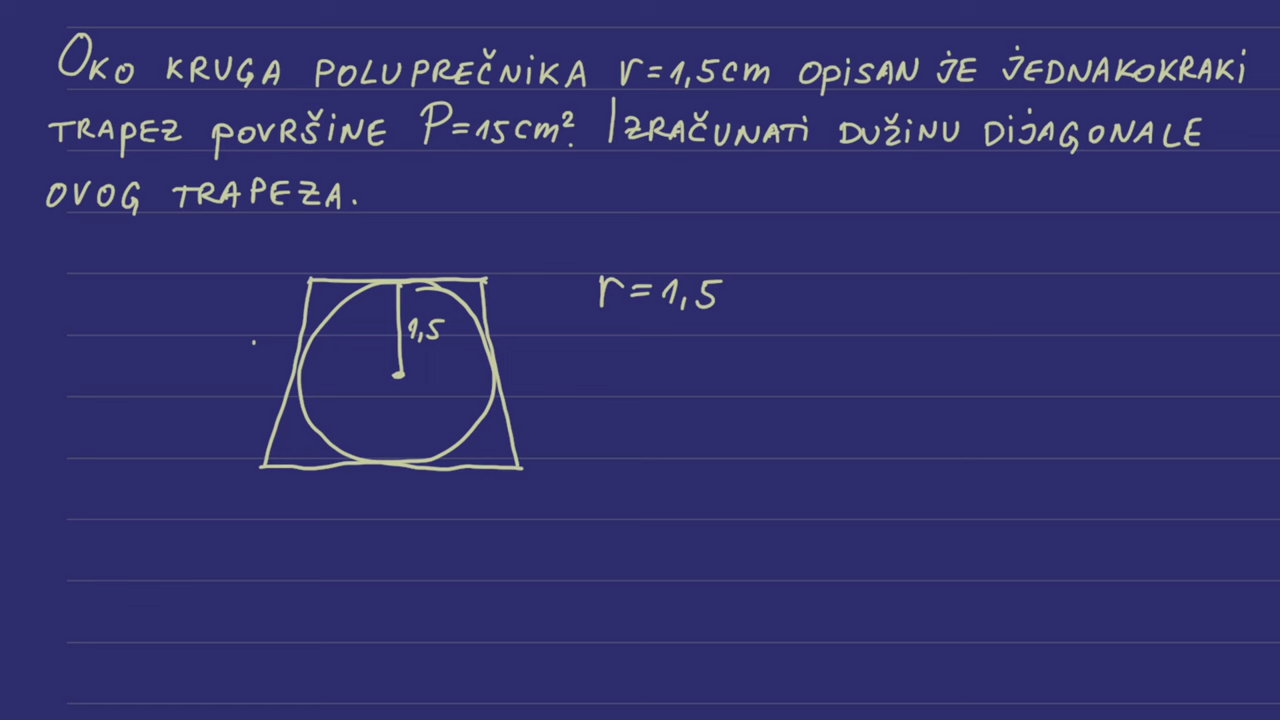 OKO KRUGA POLUPREČNIKA r=1,5cm OPISAN JE JEDNAKOKRAKI
TRAPEZ POVRŠINE P=15cm². IZRAČUNATI DUŽINU DIJAGONALE
OVOG TRAPEZA.
r=1,5
1,5